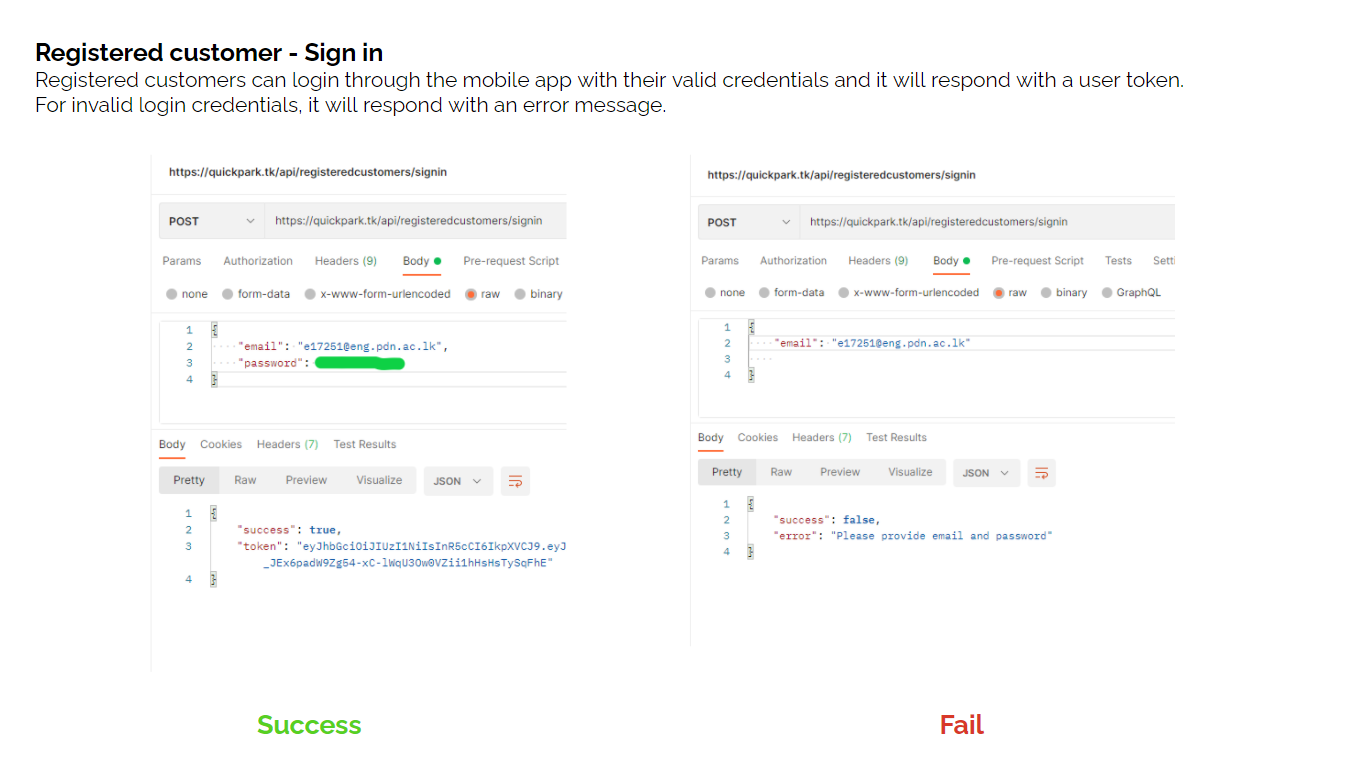 Registered customer - Sign in
Registered customers can login through the mobile app with their valid credentials and it will respond with a user token.
For invalid login credentials, it will respond with an error message.
https://quickpark.tk/api/registeredcustomers/signin
POST https://quickpark.tk/api/registeredcustomers/signin
Params Authorization Headers (9) Body Pre-request Script
none form-data x-www-form-urlencoded raw binary
1 {
2 "email": "e17251@eng.pdn.ac.lk",
3 "password":
4 }
Body Cookies Headers (7) Test Results
Pretty Raw Preview Visualize JSON
1 {
2 "success": true,
3 "token": "eyJhbGciOiJIUzI1NiIsInR5cCI6IkpXVCJ9.eyJ
_JEx6padW9Zg54-xC-lWqU3Ow0VZii1hHsHsTySqFhE"
4 }
Success
https://quickpark.tk/api/registeredcustomers/signin
POST https://quickpark.tk/api/registeredcustomers/signin
Params Authorization Headers (9) Body Pre-request Script Tests Setti
none form-data x-www-form-urlencoded raw binary GraphQL
1 {
2 "email": "e17251@eng.pdn.ac.lk"
3
4 }
Body Cookies Headers (7) Test Results
Pretty Raw Preview Visualize JSON
1 {
2 "success": false,
3 "error": "Please provide email and password"
4 }
Fail